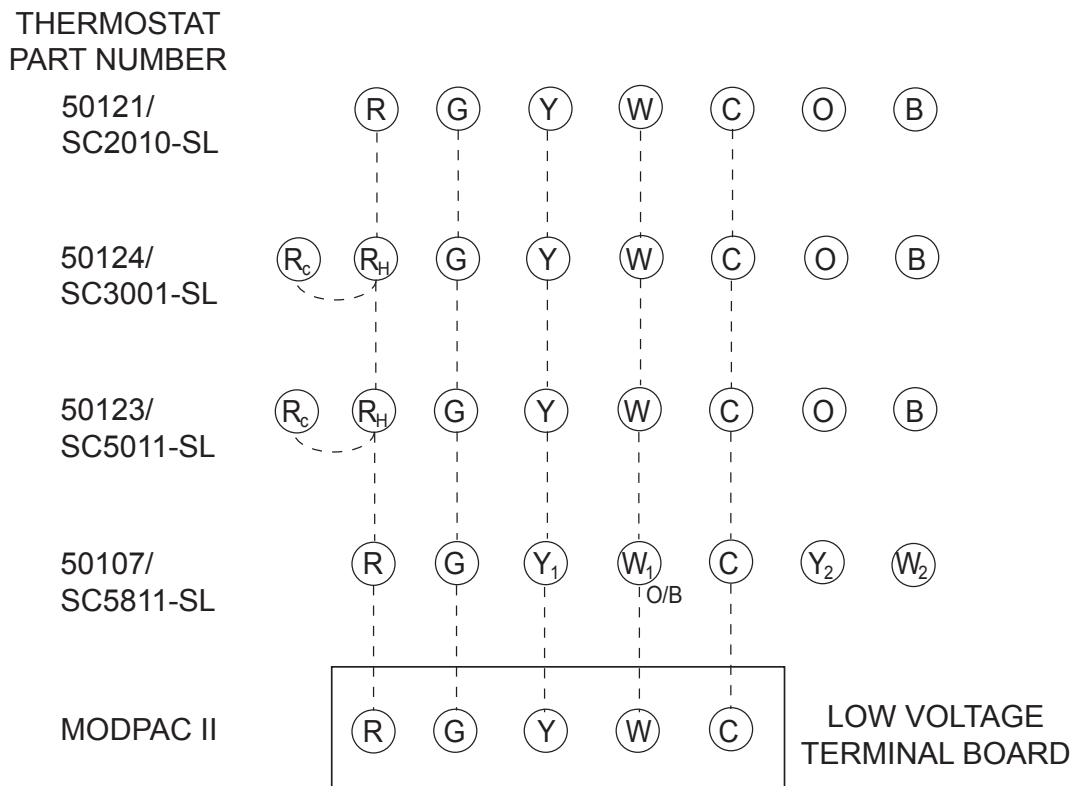 THERMOSTAT
PART NUMBER
50121/
SC2010-SL
R G Y W C O B
50124/
SC3001-SL
Rc RH G Y W C O B
50123/
SC5011-SL
Rc RH G Y W C O B
50107/
SC5811-SL
R G Y1 W1 C Y2 W2
O/B
MODPAC II
R G Y W C
LOW VOLTAGE
TERMINAL BOARD